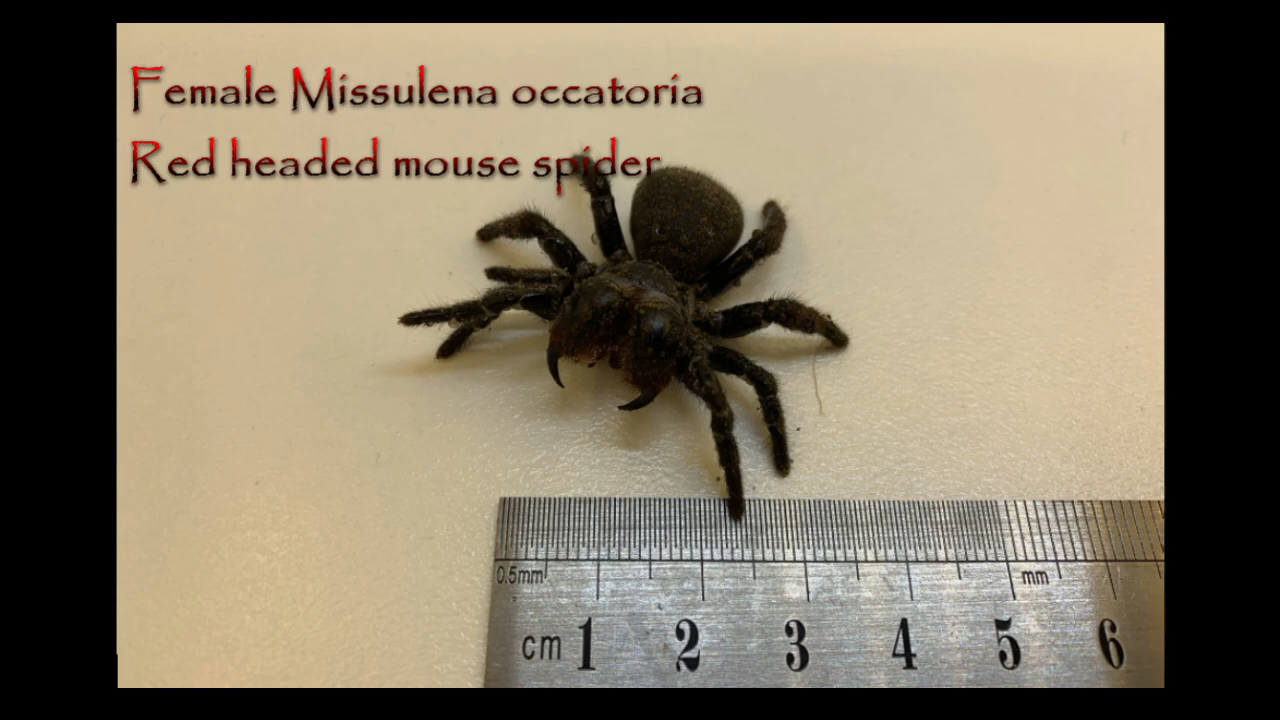 Female Missulena occatoria
Red headed mouse spider
0.5mm mm
cm 1 2 3 4 5 6